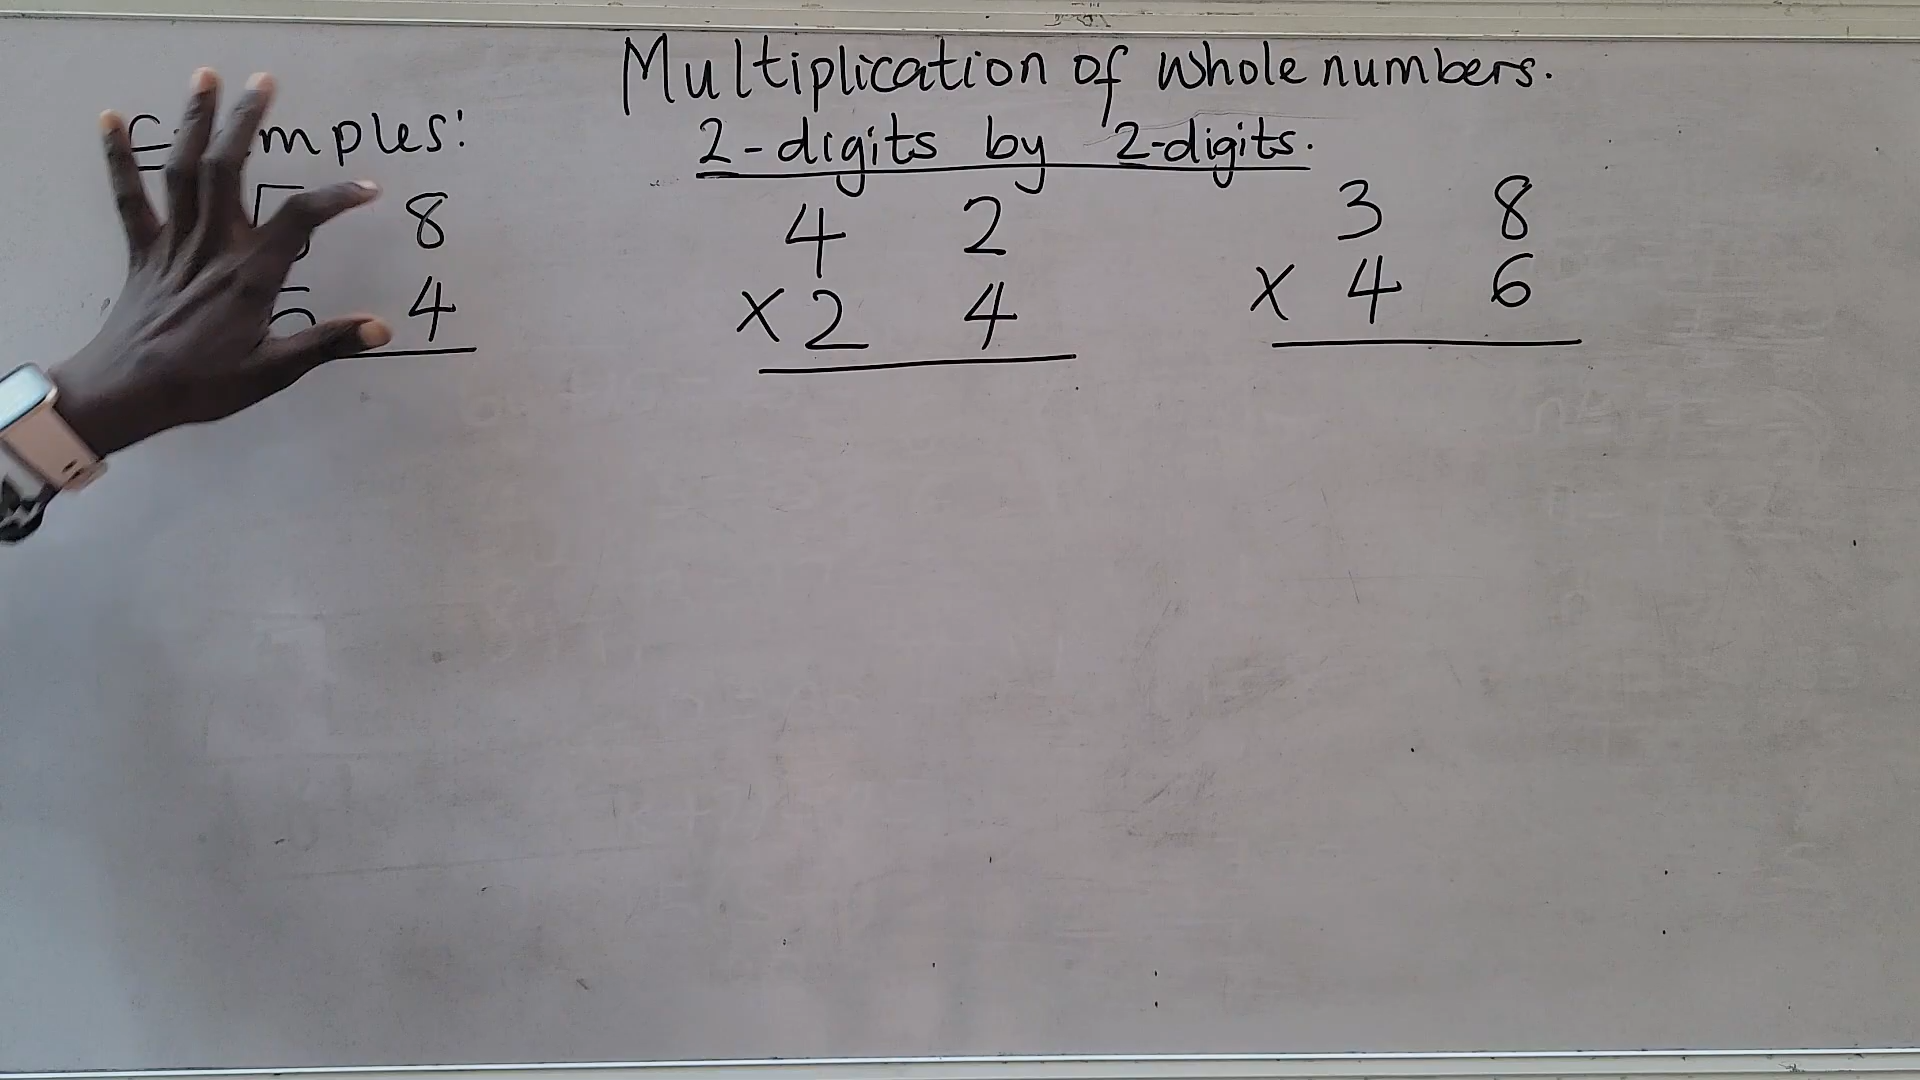 Multiplication of whole numbers.
Examples:
2-digits by 2-digits.
8
4
4 2
x 2 4
3 8
x 4 6